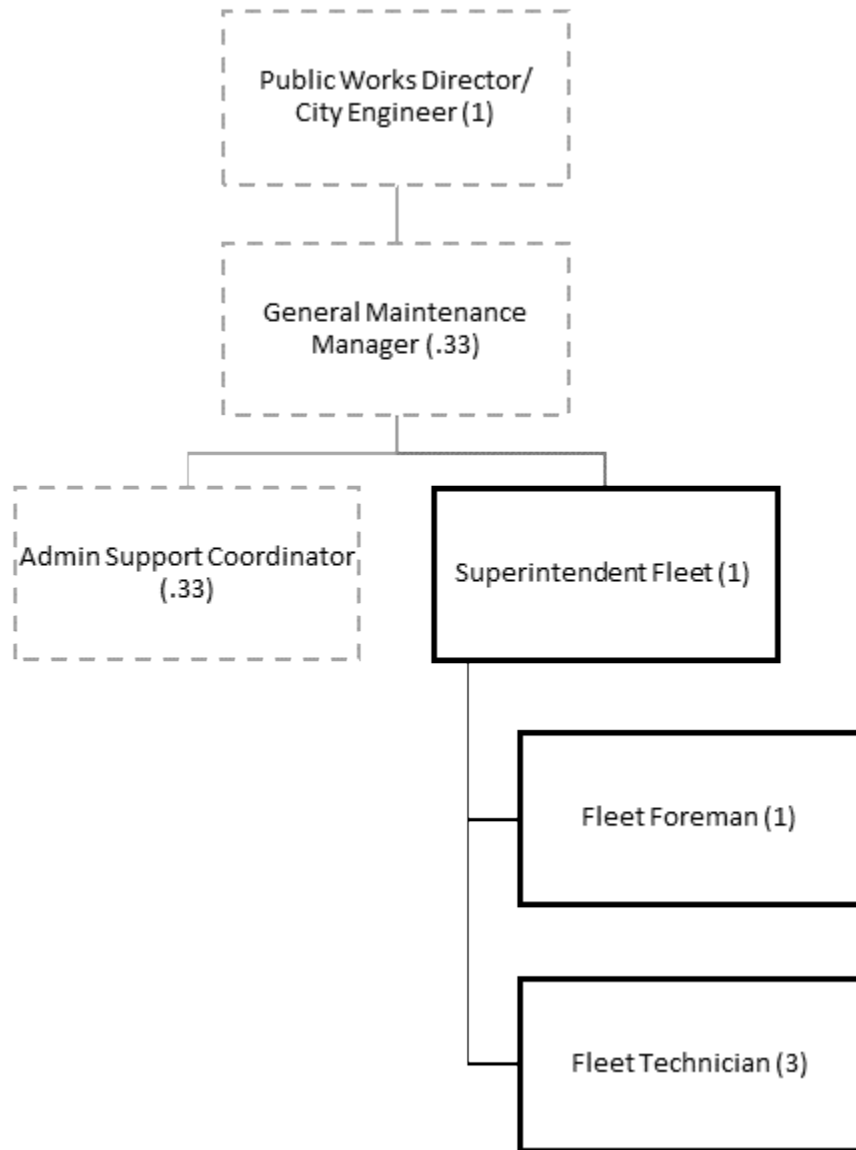 Public Works Director/
City Engineer (1)
General Maintenance
Manager (.33)
Admin Support Coordinator
(.33)
Superintendent Fleet (1)
Fleet Foreman (1)
Fleet Technician (3)